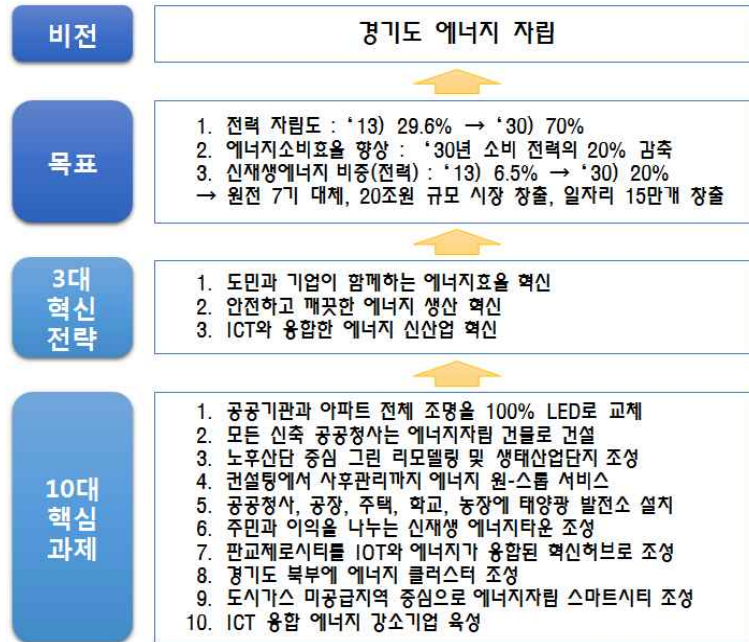 비전
경기도 에너지 자립
목표
1. 전력 자립도 : ‘13) 29.6% → ‘30) 70%
2. 에너지소비효율 향상 : ‘30년 소비 전력의 20% 감축
3. 신재생에너지 비중(전력) : ‘13) 6.5% → ‘30) 20%
→ 원전 7기 대체, 20조원 규모 시장 창출, 일자리 15만개 창출
3대
혁신
전략
1. 도민과 기업이 함께하는 에너지효율 혁신
2. 안전하고 깨끗한 에너지 생산 혁신
3. ICT와 융합한 에너지 신산업 혁신
10대
핵심
과제
1. 공공기관과 아파트 전체 조명을 100% LED로 교체
2. 모든 신축 공공청사는 에너지자립 건물로 건설
3. 노후산단 중심 그린 리모델링 및 생태산업단지 조성
4. 컨설팅에서 사후관리까지 에너지 원-스톱 서비스
5. 공공청사, 공장, 주택, 학교, 농장에 태양광 발전소 설치
6. 주민과 이익을 나누는 신재생 에너지타운 조성
7. 판교제로시티를 IOT와 에너지가 융합된 혁신허브로 조성
8. 경기도 북부에 에너지 클러스터 조성
9. 도시가스 미공급지역 중심으로 에너지자립 스마트시티 조성
10. ICT 융합 에너지 강소기업 육성